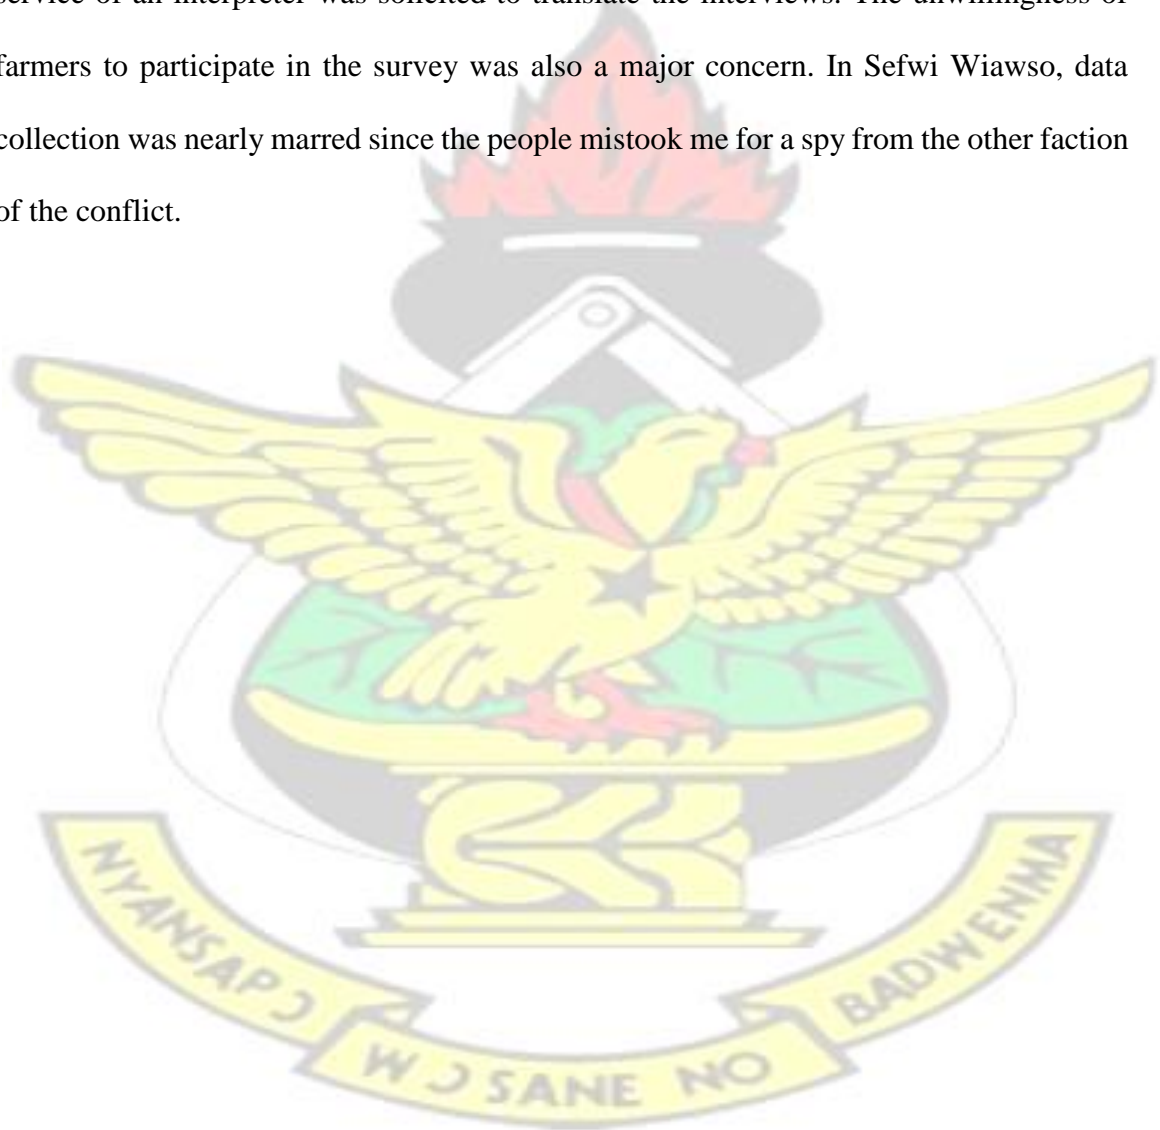 service of an interpreter was solicited to translate the interviews. The unwillingness of
farmers to participate in the survey was also a major concern. In Sefwi Wiawso, data
collection was nearly marred since the people mistook me for a spy from the other faction
of the conflict.
NYANSAPƆ
WƆSANE NO
BADWENMA